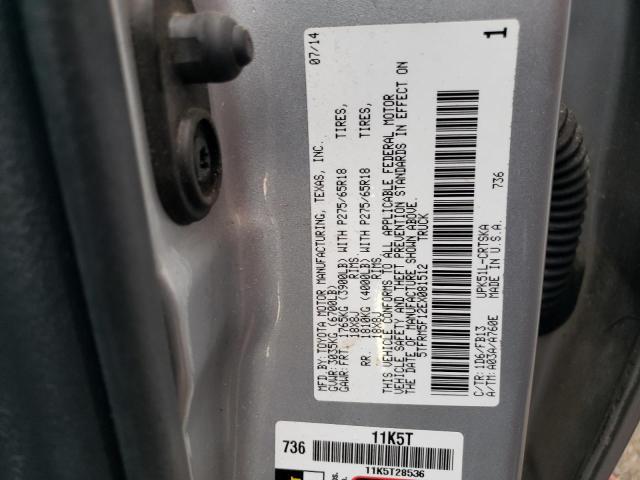 MFD BY:TOYOTA MOTOR MANUFACTURING, TEXAS, INC. 07/14
GVWR:3035KG (6700LB)
GAWR:FRT. 1765KG (3900LB) WITH P275/65R18 TIRES,
18X8J RIMS
RR. 1810KG (4000LB) WITH P275/65R18 TIRES,
18X8J RIMS
THIS VEHICLE CONFORMS TO ALL APPLICABLE FEDERAL MOTOR
VEHICLE SAFETY AND THEFT PREVENTION STANDARDS IN EFFECT ON
THE DATE OF MANUFACTURE SHOWN ABOVE.
5TFRM5F12EX081512 TRUCK
C/TR:1D6/FB13 UPK51L-CRTSKA 736
A/TM:A03A/A760E MADE IN U.S.A. 1
11K5T
736
11K5T28536